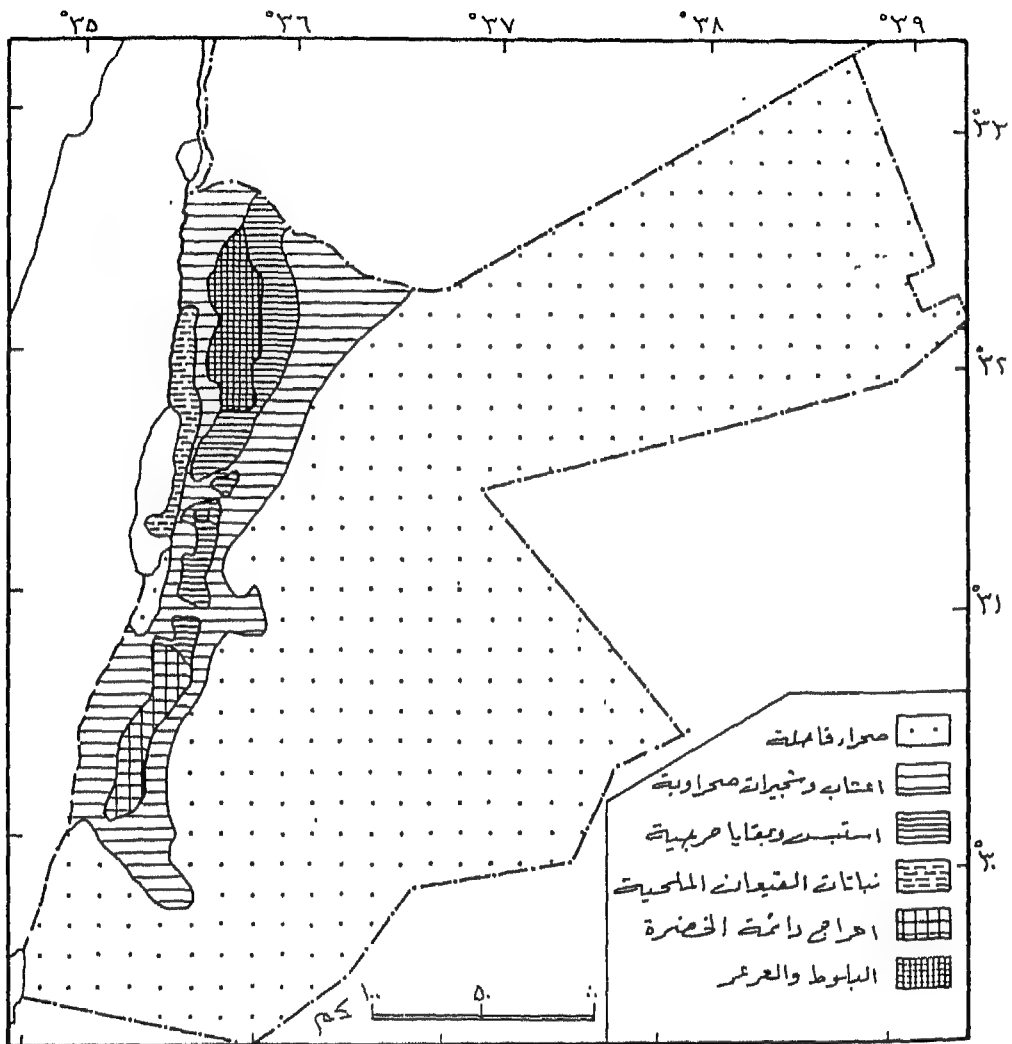 °٣٥ °٣٦ °٣٧ °٣٨ °٣٩
°٣٣
°٣٢
°٣١
°٣٠
صحراء قاحلة
اعشاب وشجيرات صحراوية
استبس وبقايا حرجية
نباتات القيعان الملحية
احراج دائمة الخضرة
البلوط والعرعر
١٠٠ ٥٠ ٠ كم